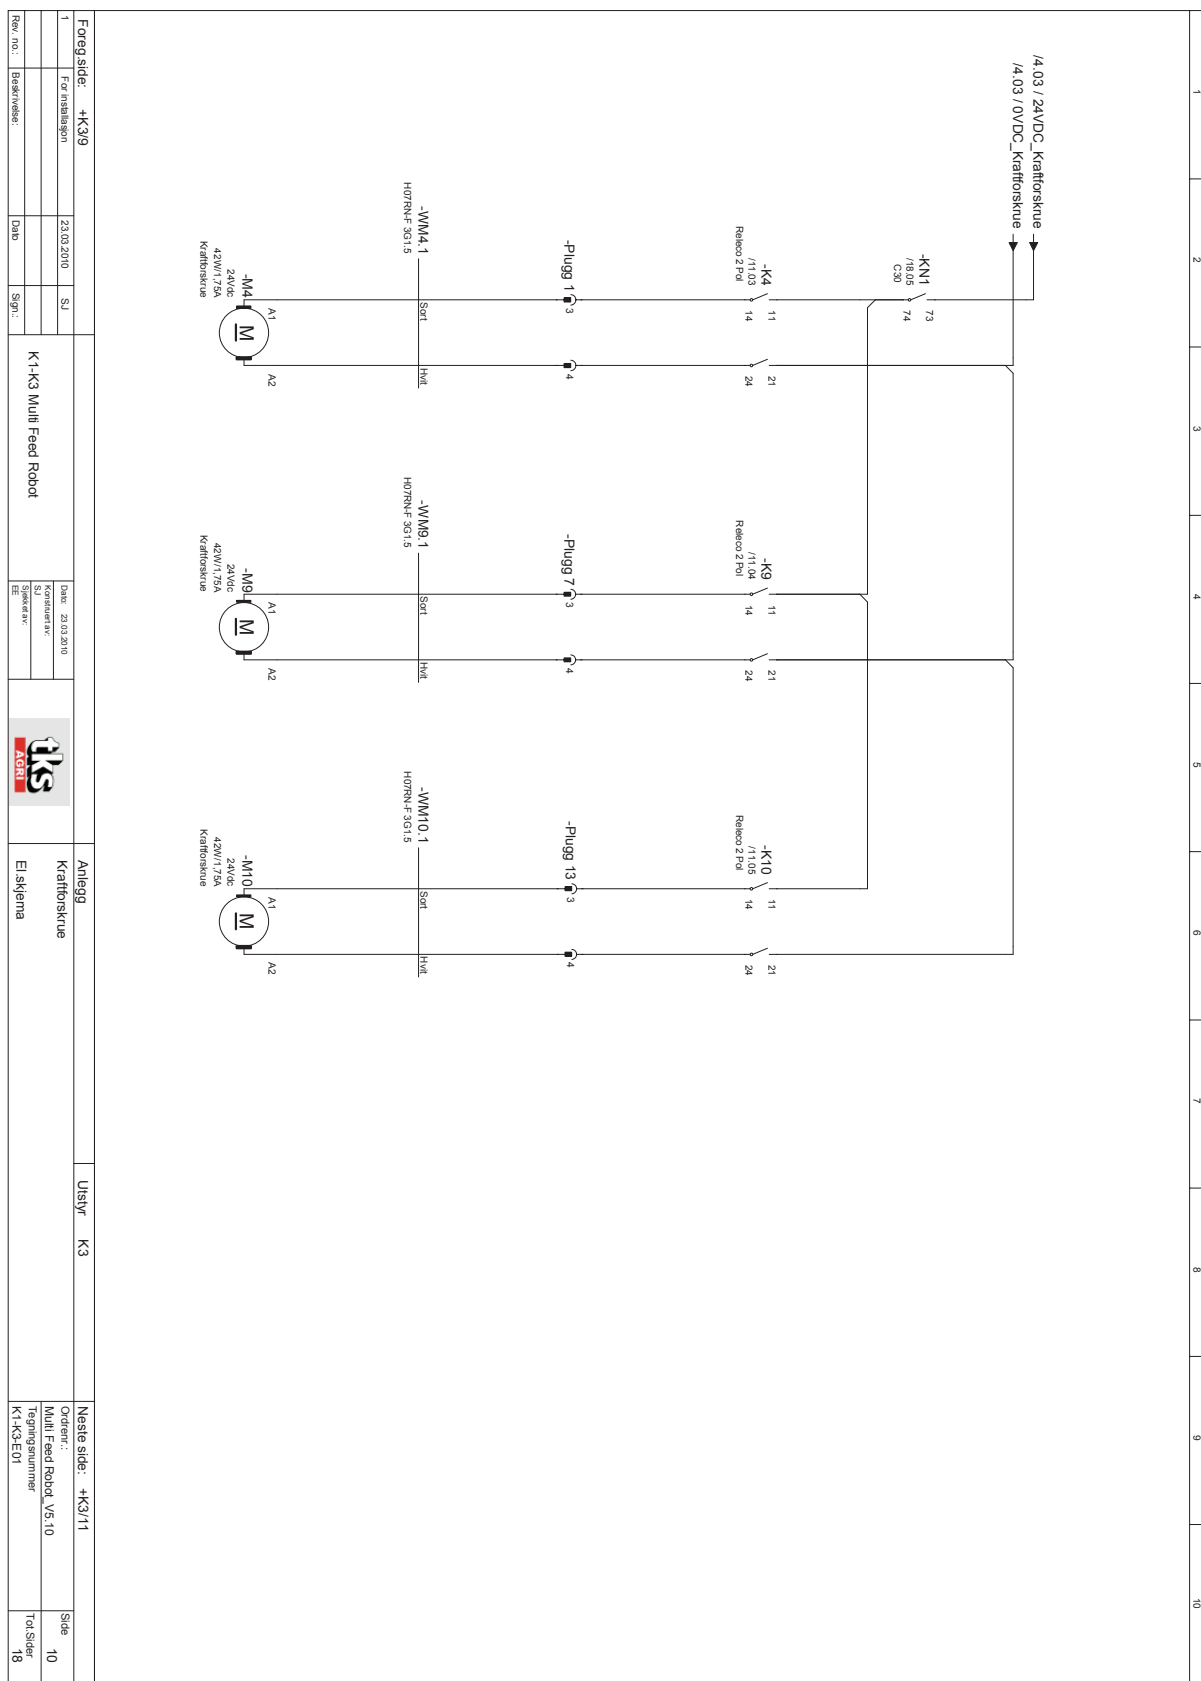 1
2
3
4
5
6
7
8
9
10
/4.03 / 24VDC_Kraftforskrue
/4.03 / 0VDC_Kraftforskrue
-KN1
/18.05
C30
73
74
-K4
/11.03
Releco 2 Pol
11
14
21
24
-K9
/11.04
Releco 2 Pol
11
14
21
24
-K10
/11.05
Releco 2 Pol
11
14
21
24
-Plugg 1
3
4
-Plugg 7
3
4
-Plugg 13
3
4
-WM4.1
H07RN-F 3G1.5
Sort
Hvit
-WM9.1
H07RN-F 3G1.5
Sort
Hvit
-WM10.1
H07RN-F 3G1.5
Sort
Hvit
-M4
24Vdc
42W/1,75A
Kraftforskrue
A1
M
A2
-M9
24Vdc
42W/1,75A
Kraftforskrue
A1
M
A2
-M10
24Vdc
42W/1,75A
Kraftforskrue
A1
M
A2
Foreg.side: +K3/9
1 For installasjon 23.03.2010 SJ
Rev. no.: Beskrivelse: Dato Sign.:
K1-K3 Multi Feed Robot
Dato: 23.03.2010
Konstruert av:
SJ
Sjekket av:
EE
tks
AGRI
Anlegg
Kraftforskrue
El.skjema
Utstyr K3
Neste side: +K3/11
Ordrenr.:
Multi Feed Robot_V5.10
Tegningsnummer
K1-K3-E01
Side
10
Tot.Sider
18